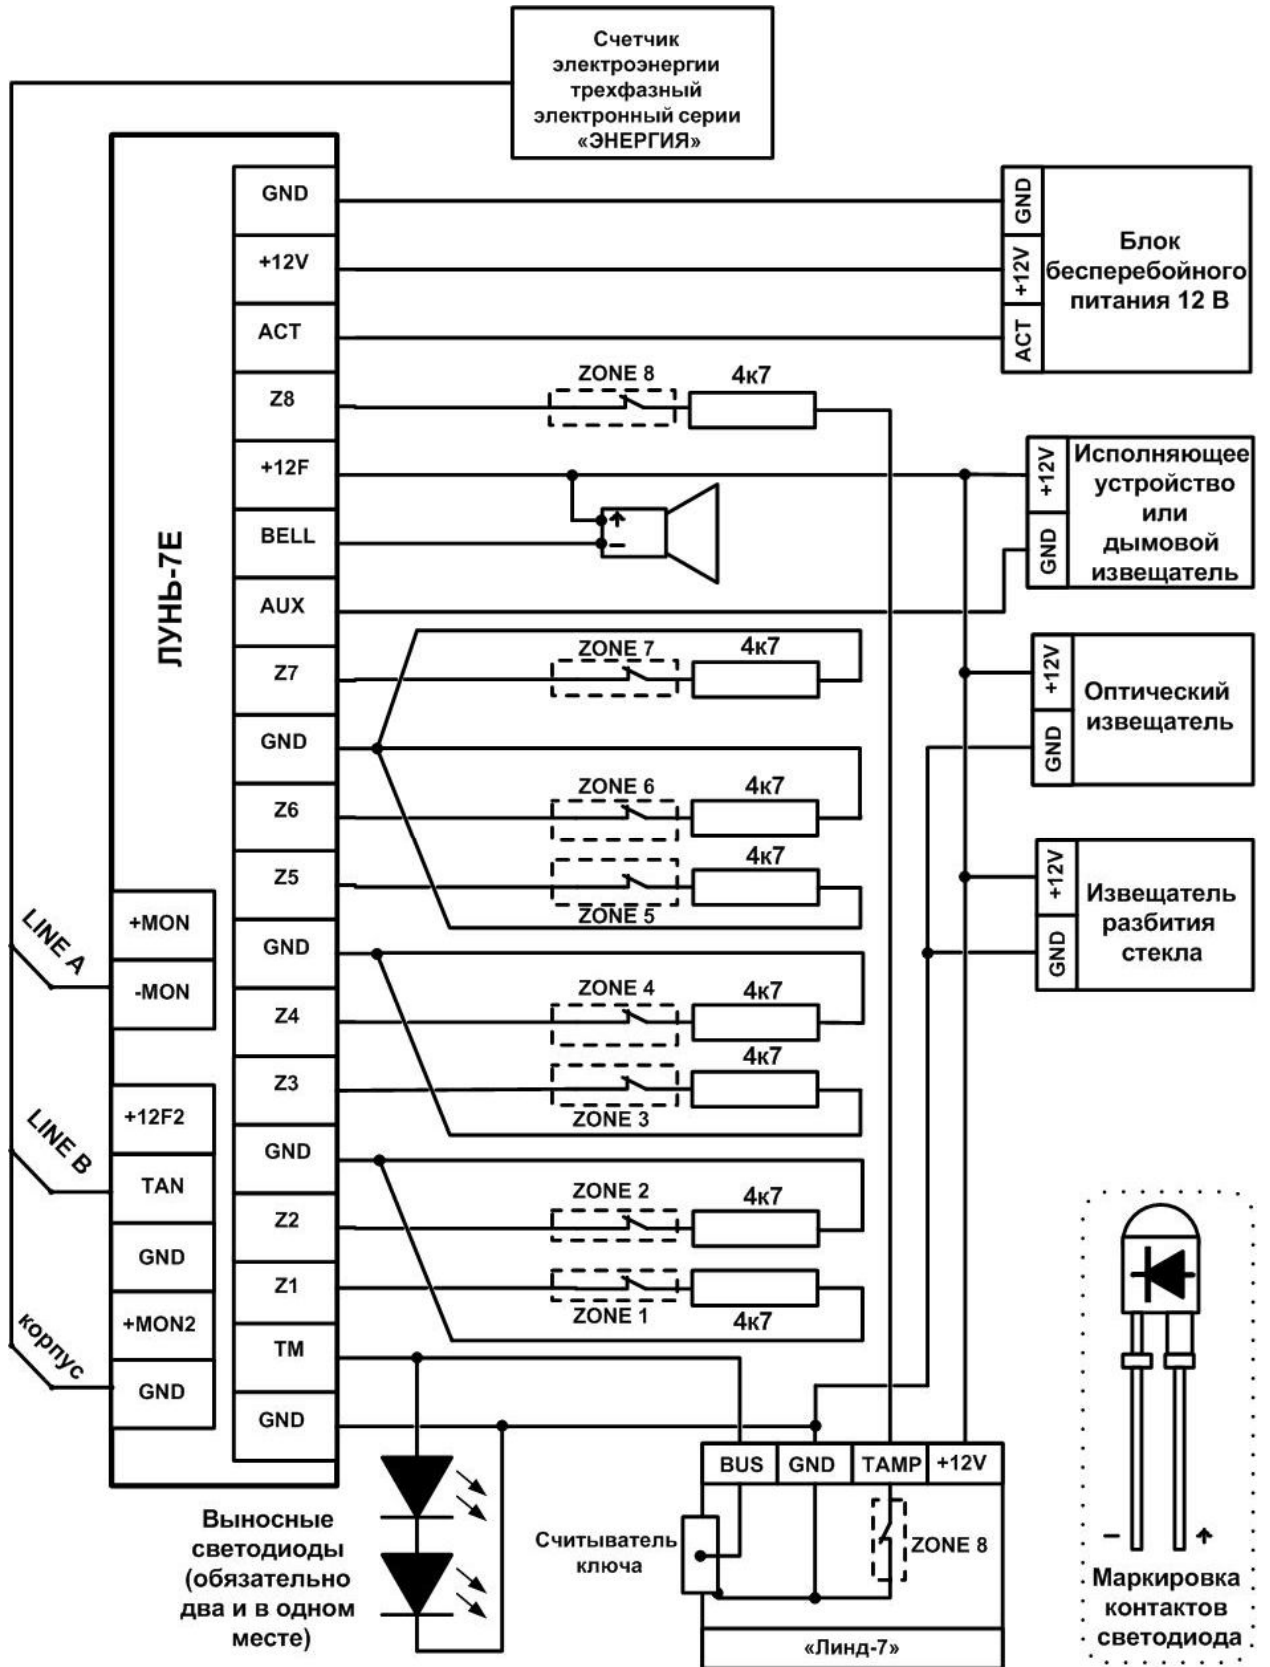 Счетчик
электроэнергии
трехфазный
электронный серии
«ЭНЕРГИЯ»
ЛУНЬ-7Е
GND
+12V
ACT
Z8
+12F
BELL
AUX
Z7
GND
Z6
Z5
GND
Z4
Z3
GND
Z2
Z1
TM
GND
+MON
-MON
+12F2
TAN
GND
+MON2
GND
LINE A
LINE B
корпус
GND
+12V
ACT
Блок
бесперебойного
питания 12 В
ZONE 8
4к7
+12V
GND
Исполняющее
устройство
или
дымовой
извещатель
ZONE 7
4к7
+12V
GND
Оптический
извещатель
ZONE 6
4к7
4к7
ZONE 5
+12V
GND
Извещатель
разбития
стекла
ZONE 4
4к7
4к7
ZONE 3
ZONE 2
4к7
ZONE 1
4к7
Выносные
светодиоды
(обязательно
два и в одном
месте)
BUS
GND
TAMP
+12V
Считыватель
ключа
ZONE 8
«Линд-7»
Маркировка
контактов
светодиода